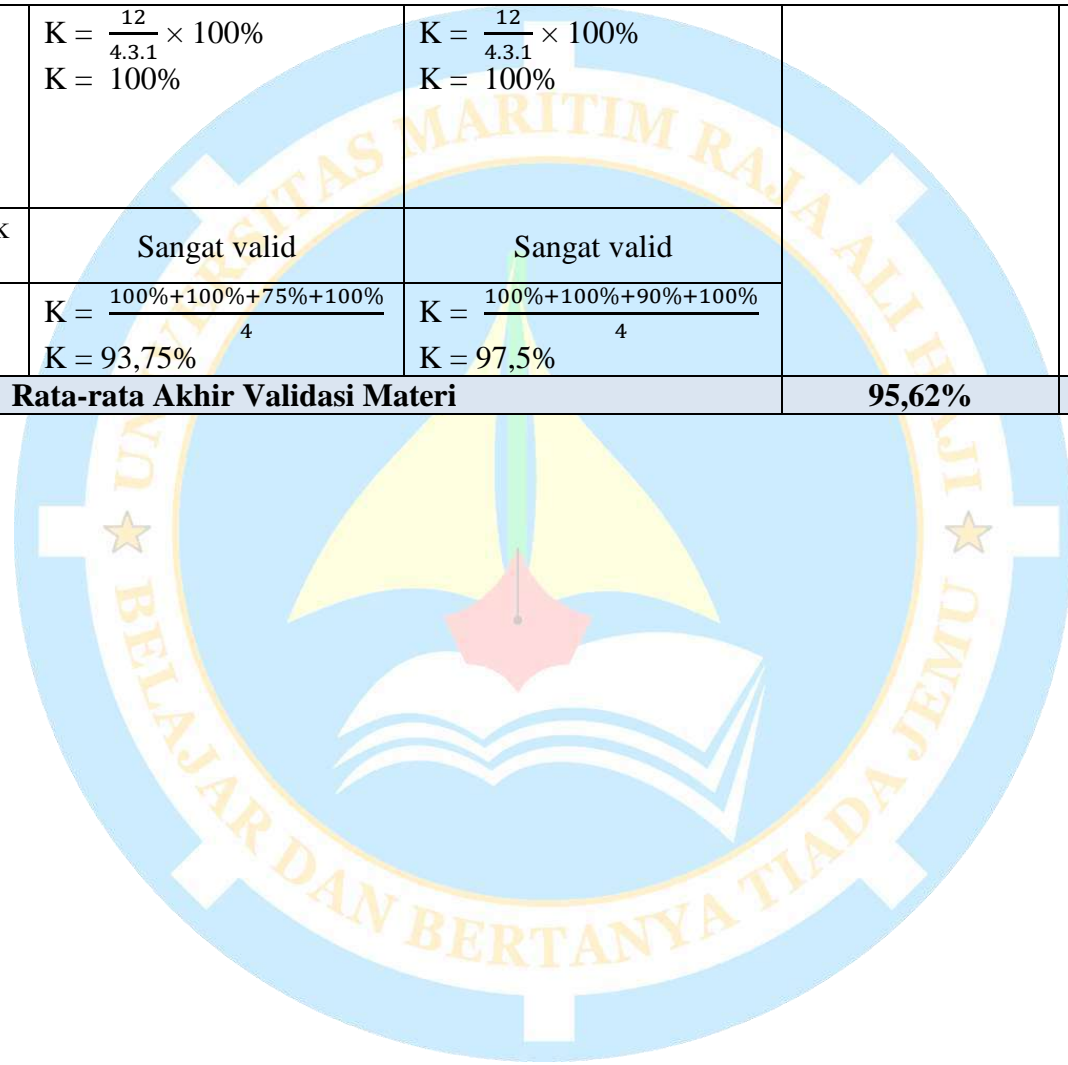 K = 12/4.3.1 × 100%
K = 100%
K = 12/4.3.1 × 100%
K = 100%
k
Sangat valid
Sangat valid
K = 100%+100%+75%+100%/4
K = 93,75%
K = 100%+100%+90%+100%/4
K = 97,5%
Rata-rata Akhir Validasi Materi
95,62%
UNIVERSITAS MARITIM RAJA ALI HAJI
BELAJAR DAN BERTANYA TIADA JEMU